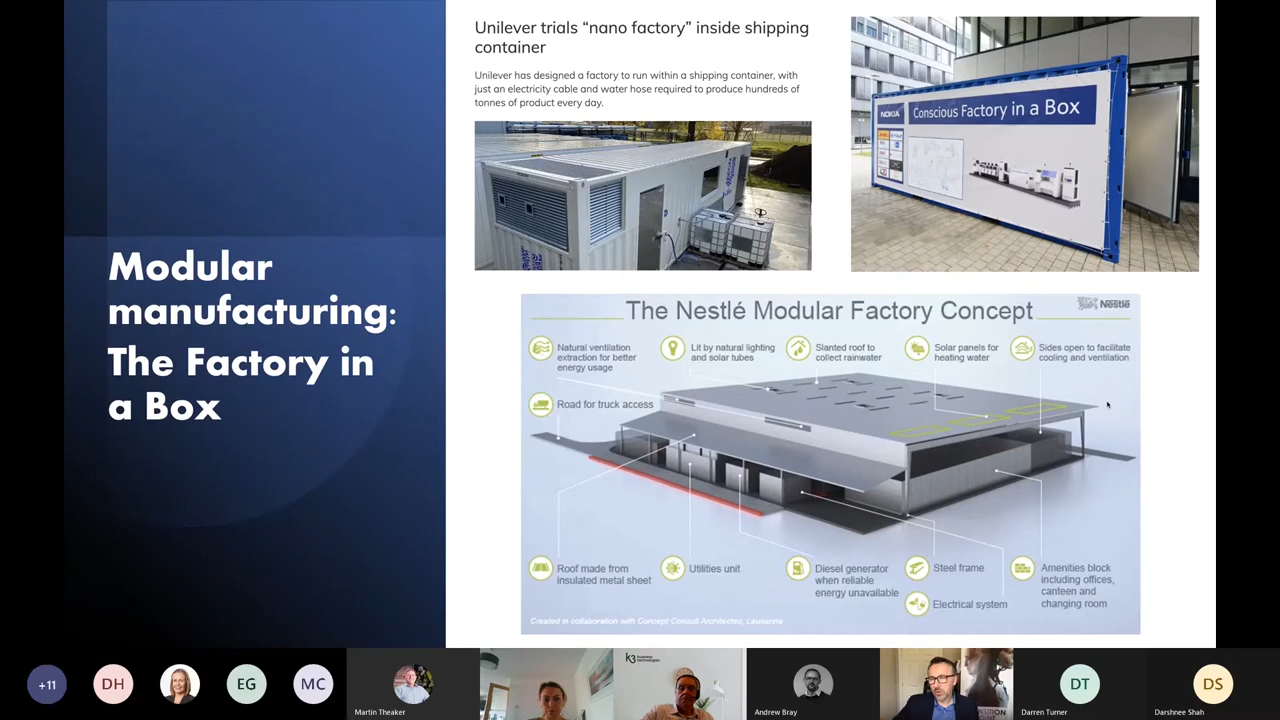 Modular
manufacturing:
The Factory in
a Box
Unilever trials “nano factory” inside shipping
container
Unilever has designed a factory to run within a shipping container, with
just an electricity cable and water hose required to produce hundreds of
tonnes of product every day.
NOKIA
Conscious Factory in a Box
The Nestlé Modular Factory Concept
Nestlé
Natural ventilation
extraction for better
energy usage
Lit by natural lighting
and solar tubes
Slanted roof to
collect rainwater
Solar panels for
heating water
Sides open to facilitate
cooling and ventilation
Road for truck access
Roof made from
insulated metal sheet
Utilities unit
Diesel generator
when reliable
energy unavailable
Steel frame
Electrical system
Amenities block
including offices,
canteen and
changing room
Created in collaboration with Concept Consult Architectes, Lausanne
+11
DH
EG
MC
Martin Theaker
k3 business
technologies
Andrew Bray
DT
Darren Turner
DS
Darshnee Shah